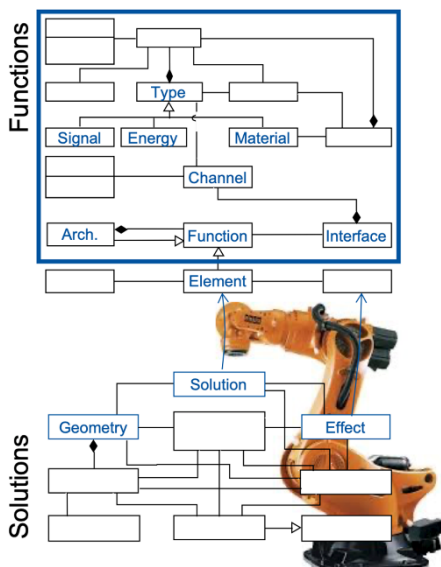 Functions
Type
Signal
Energy
Material
Channel
Arch.
Function
Interface
Element
Solutions
Solution
Geometry
Effect